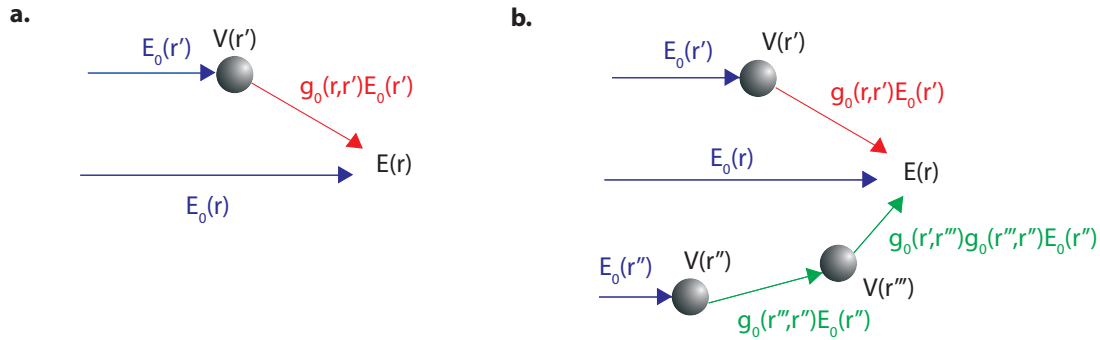 a.
V(r')
E₀(r')
g₀(r,r')E₀(r')
E(r)
E₀(r)
b.
V(r')
E₀(r')
g₀(r,r')E₀(r')
E₀(r)
E(r)
g₀(r',r''')g₀(r''',r'')E₀(r'')
V(r'')
E₀(r'')
V(r''')
g₀(r''',r'')E₀(r'')